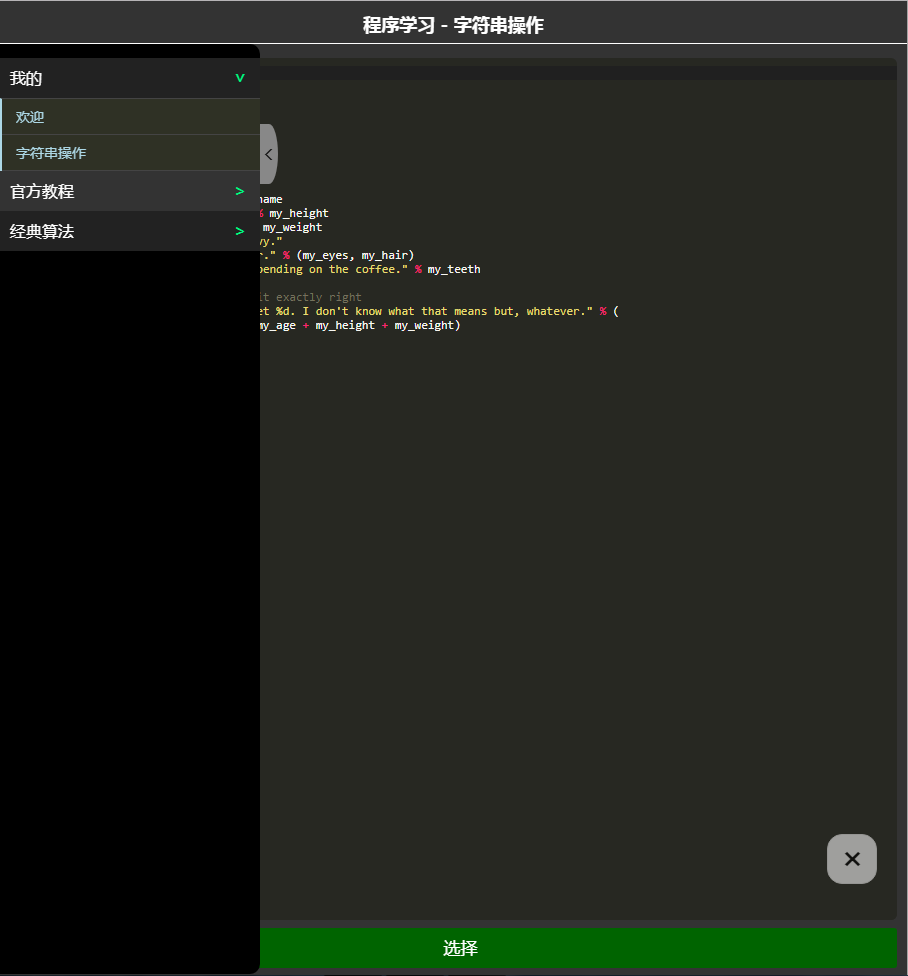 程序学习 - 字符串操作
我的
欢迎
字符串操作
官方教程
经典算法
name
% my_height
my_weight
vy."
r." % (my_eyes, my_hair)
pending on the coffee." % my_teeth
it exactly right
et %d. I don't know what that means but, whatever." % (
my_age + my_height + my_weight)
选择